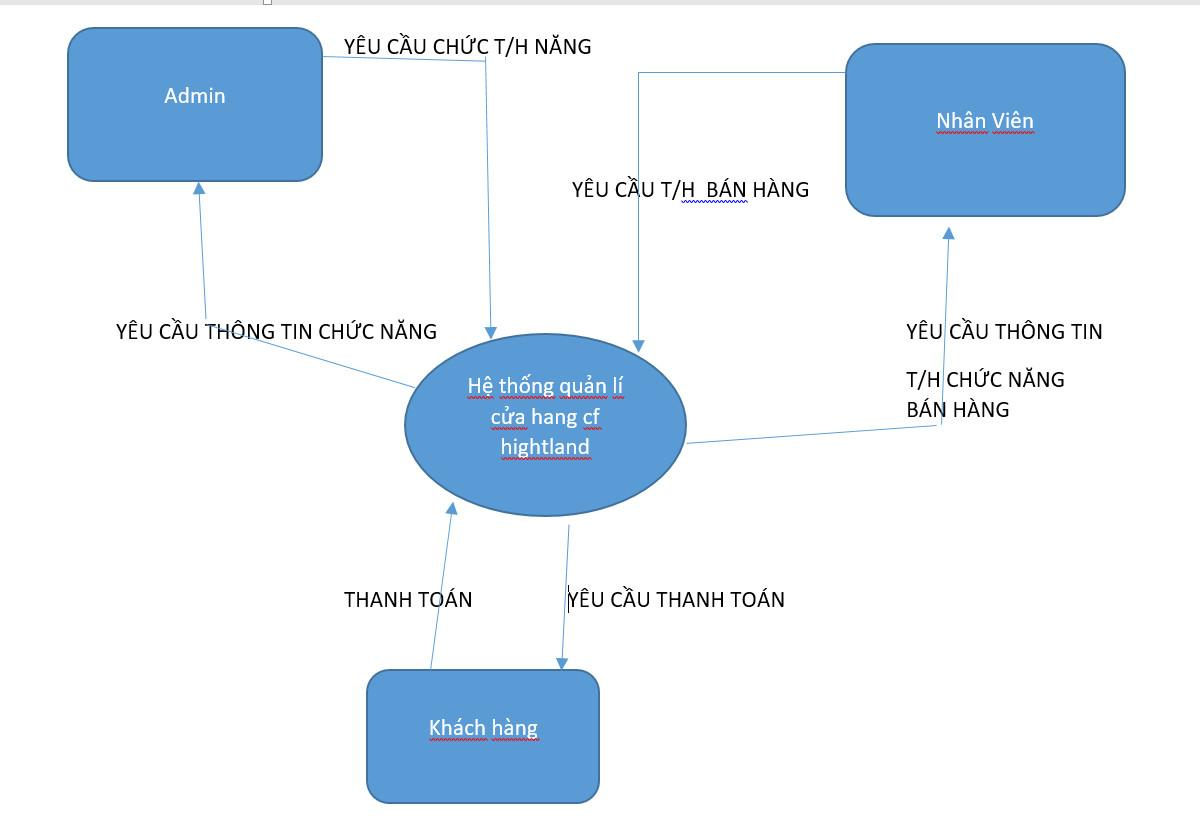 YÊU CẦU CHỨC T/H NĂNG
Admin
Nhân Viên
YÊU CẦU T/H  BÁN HÀNG
YÊU CẦU THÔNG TIN CHỨC NĂNG
YÊU CẦU THÔNG TIN
T/H CHỨC NĂNG
BÁN HÀNG
Hệ thống quản lí
cửa hang cf
hightland
THANH TOÁN
YÊU CẦU THANH TOÁN
Khách hàng